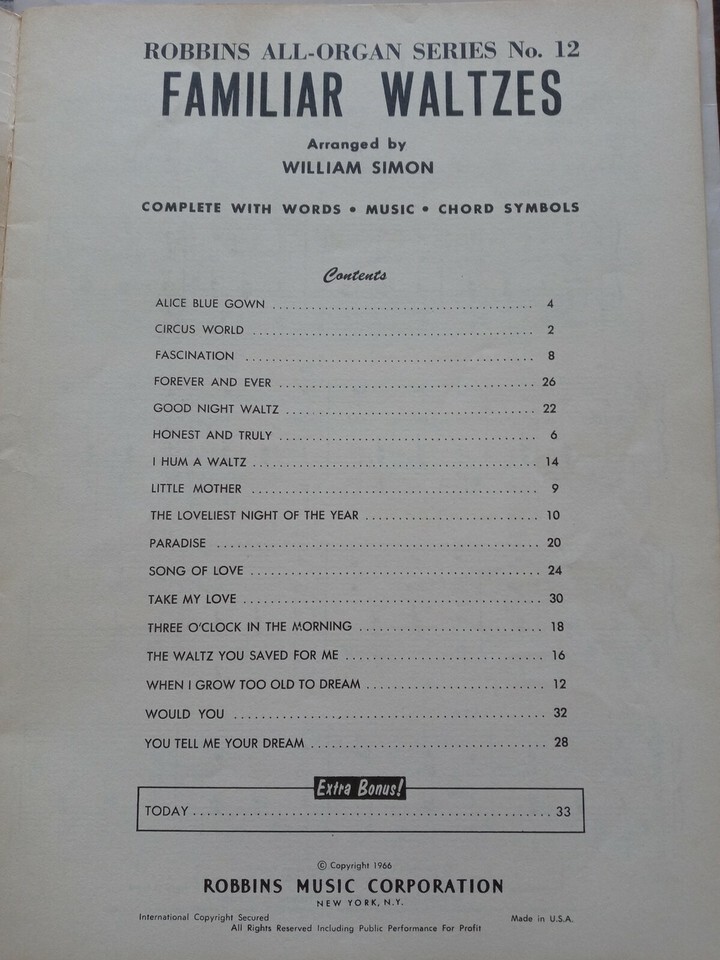 ROBBINS ALL-ORGAN SERIES No. 12
FAMILIAR WALTZES
Arranged by
WILLIAM SIMON
COMPLETE WITH WORDS • MUSIC • CHORD SYMBOLS
Contents
ALICE BLUE GOWN 4
CIRCUS WORLD 2
FASCINATION 8
FOREVER AND EVER 26
GOOD NIGHT WALTZ 22
HONEST AND TRULY 6
I HUM A WALTZ 14
LITTLE MOTHER 9
THE LOVELIEST NIGHT OF THE YEAR 10
PARADISE 20
SONG OF LOVE 24
TAKE MY LOVE 30
THREE O'CLOCK IN THE MORNING 18
THE WALTZ YOU SAVED FOR ME 16
WHEN I GROW TOO OLD TO DREAM 12
WOULD YOU 32
YOU TELL ME YOUR DREAM 28
Extra Bonus!
TODAY 33
© Copyright 1966
ROBBINS MUSIC CORPORATION
NEW YORK, N.Y.
International Copyright Secured Made in U.S.A.
All Rights Reserved Including Public Performance For Profit